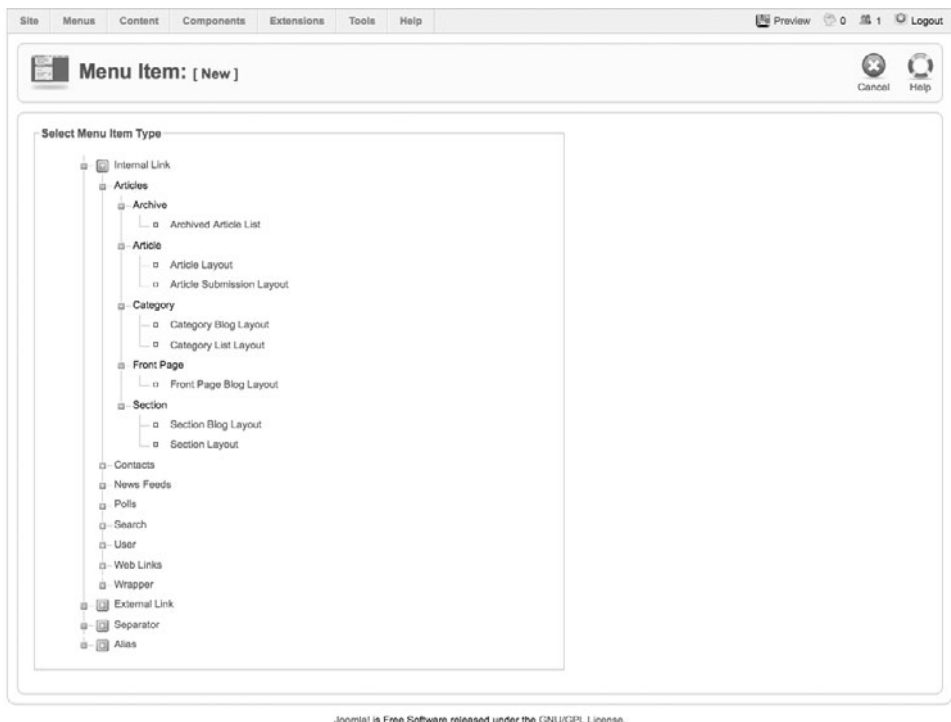 Site Menus Content Components Extensions Tools Help Preview 0 1 Logout
Menu Item: [ New ]
Cancel Help
Select Menu Item Type
Internal Link
Articles
Archive
Archived Article List
Article
Article Layout
Article Submission Layout
Category
Category Blog Layout
Category List Layout
Front Page
Front Page Blog Layout
Section
Section Blog Layout
Section Layout
Contacts
News Feeds
Polls
Search
User
Web Links
Wrapper
External Link
Separator
Alias
Joomla! is Free Software released under the GNU/GPL License.